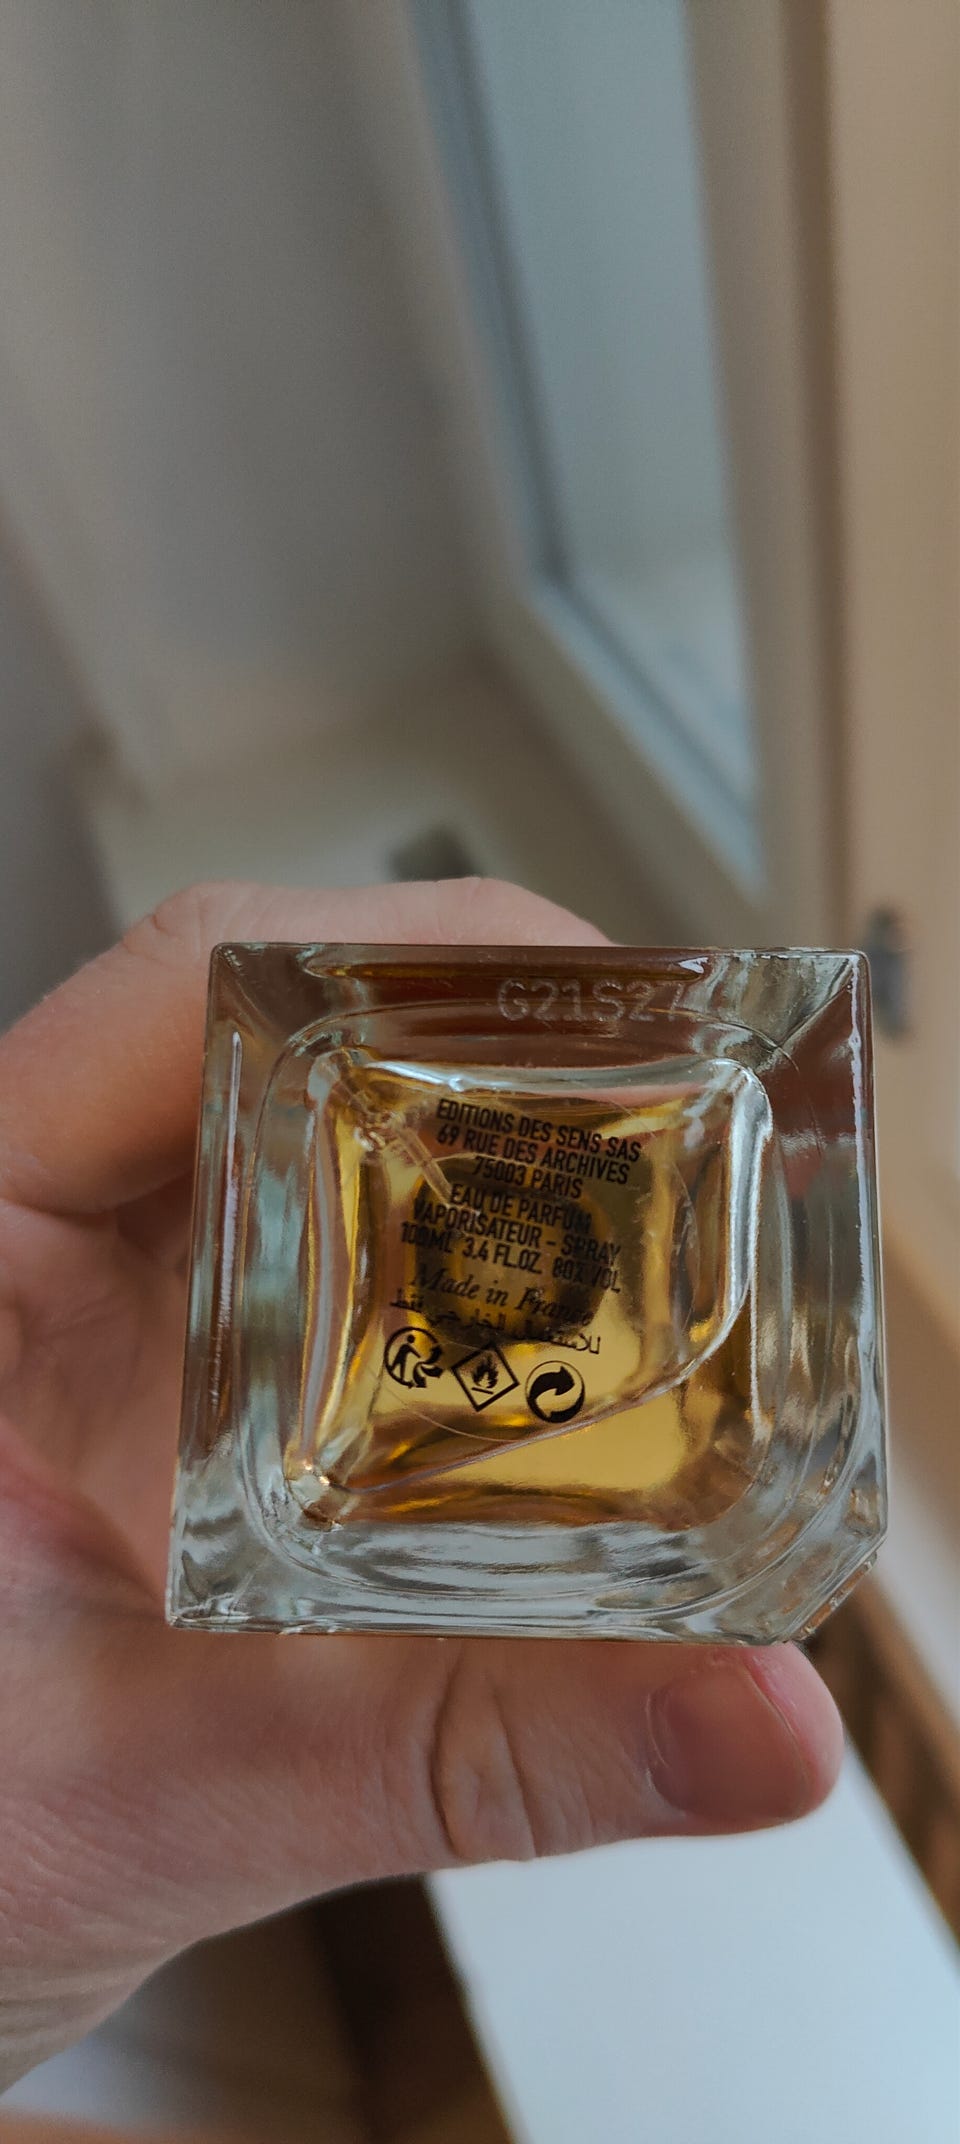 G21S27
EDITIONS DES SENS SAS
69 RUE DES ARCHIVES
75003 PARIS
EAU DE PARFUM
VAPORISATEUR - SPRAY
100ML 3.4 FL.OZ. 80% VOL
Made in France
للاستعمال الخارجي فقط